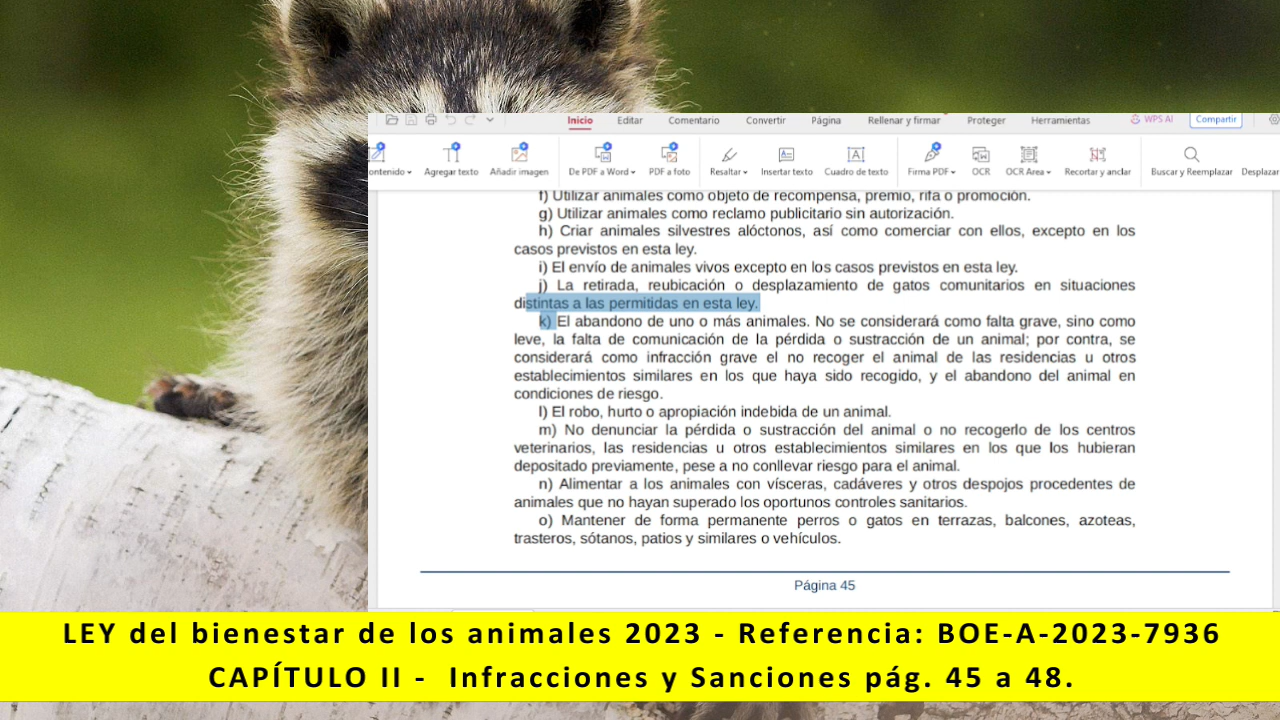 Inicio Editar Comentario Convertir Página Rellenar y firmar Proteger Herramientas WPS AI Compartir
ontenido Agregar texto Añadir imagen De PDF a Word PDF a foto Resaltar Insertar texto Cuadro de texto Firma PDF OCR OCR Area Recortar y anclar Buscar y Reemplazar Desplazar
f) Utilizar animales como objeto de recompensa, premio, rifa o promoción.
g) Utilizar animales como reclamo publicitario sin autorización.
h) Criar animales silvestres alóctonos, así como comerciar con ellos, excepto en los
casos previstos en esta ley.
i) El envío de animales vivos excepto en los casos previstos en esta ley.
j) La retirada, reubicación o desplazamiento de gatos comunitarios en situaciones
distintas a las permitidas en esta ley.
k) El abandono de uno o más animales. No se considerará como falta grave, sino como
leve, la falta de comunicación de la pérdida o sustracción de un animal; por contra, se
considerará como infracción grave el no recoger el animal de las residencias u otros
establecimientos similares en los que haya sido recogido, y el abandono del animal en
condiciones de riesgo.
l) El robo, hurto o apropiación indebida de un animal.
m) No denunciar la pérdida o sustracción del animal o no recogerlo de los centros
veterinarios, las residencias u otros establecimientos similares en los que los hubieran
depositado previamente, pese a no conllevar riesgo para el animal.
n) Alimentar a los animales con vísceras, cadáveres y otros despojos procedentes de
animales que no hayan superado los oportunos controles sanitarios.
o) Mantener de forma permanente perros o gatos en terrazas, balcones, azoteas,
trasteros, sótanos, patios y similares o vehículos.
Página 45
LEY del bienestar de los animales 2023 - Referencia: BOE-A-2023-7936
CAPÍTULO II - Infracciones y Sanciones pág. 45 a 48.